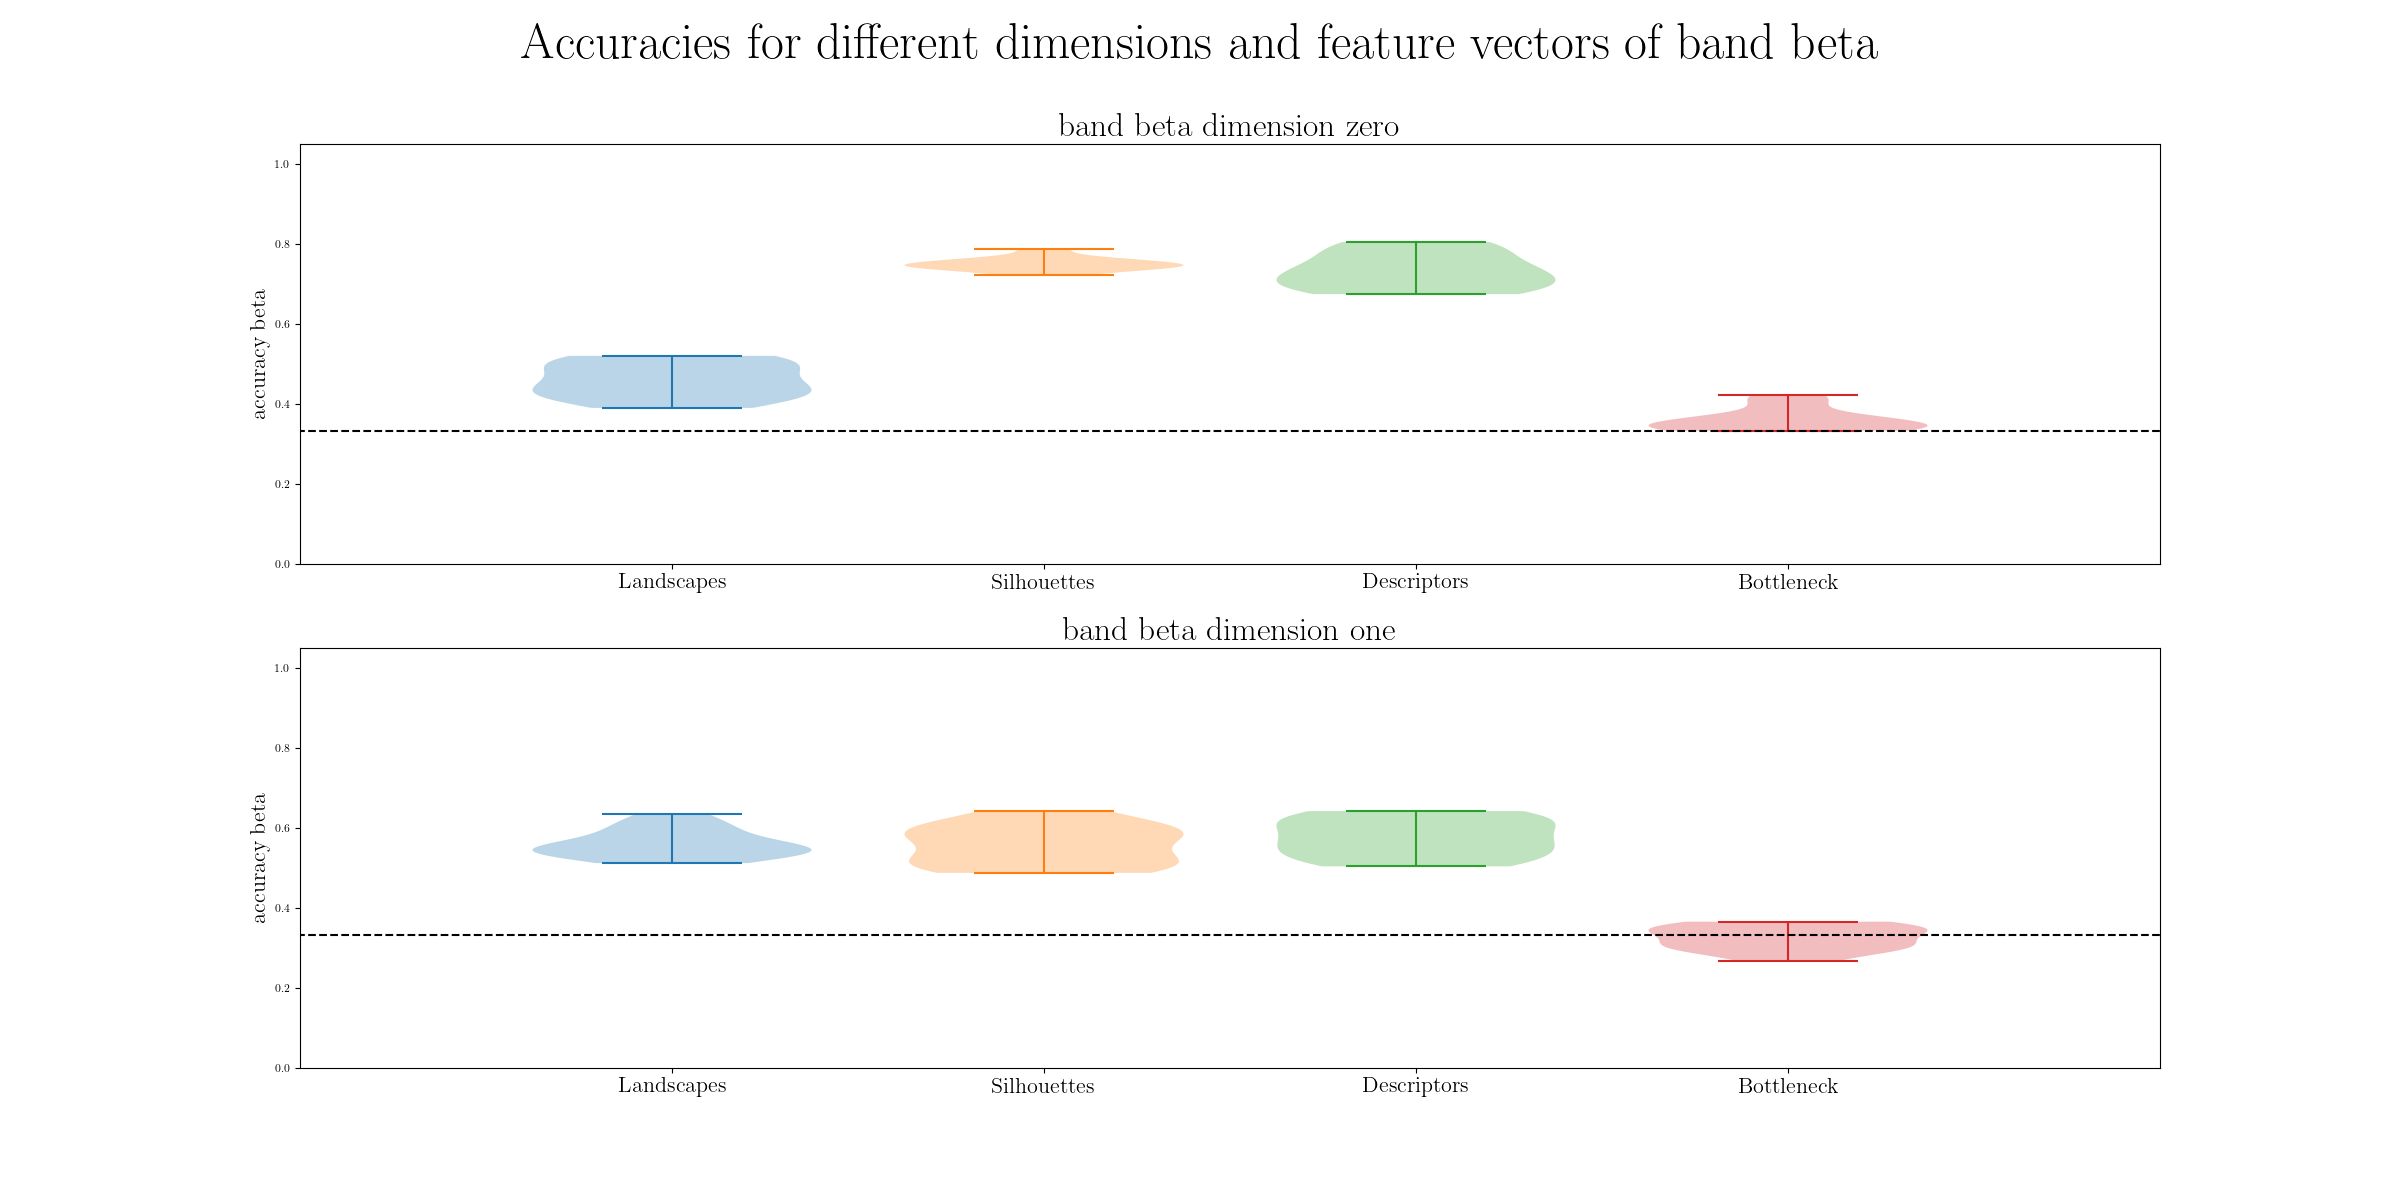 Accuracies for different dimensions and feature vectors of band beta
band beta dimension zero
1.0
0.8
0.6
0.4
0.2
0.0
accuracy beta
Landscapes Silhouettes Descriptors Bottleneck
band beta dimension one
1.0
0.8
0.6
0.4
0.2
0.0
accuracy beta
Landscapes Silhouettes Descriptors Bottleneck